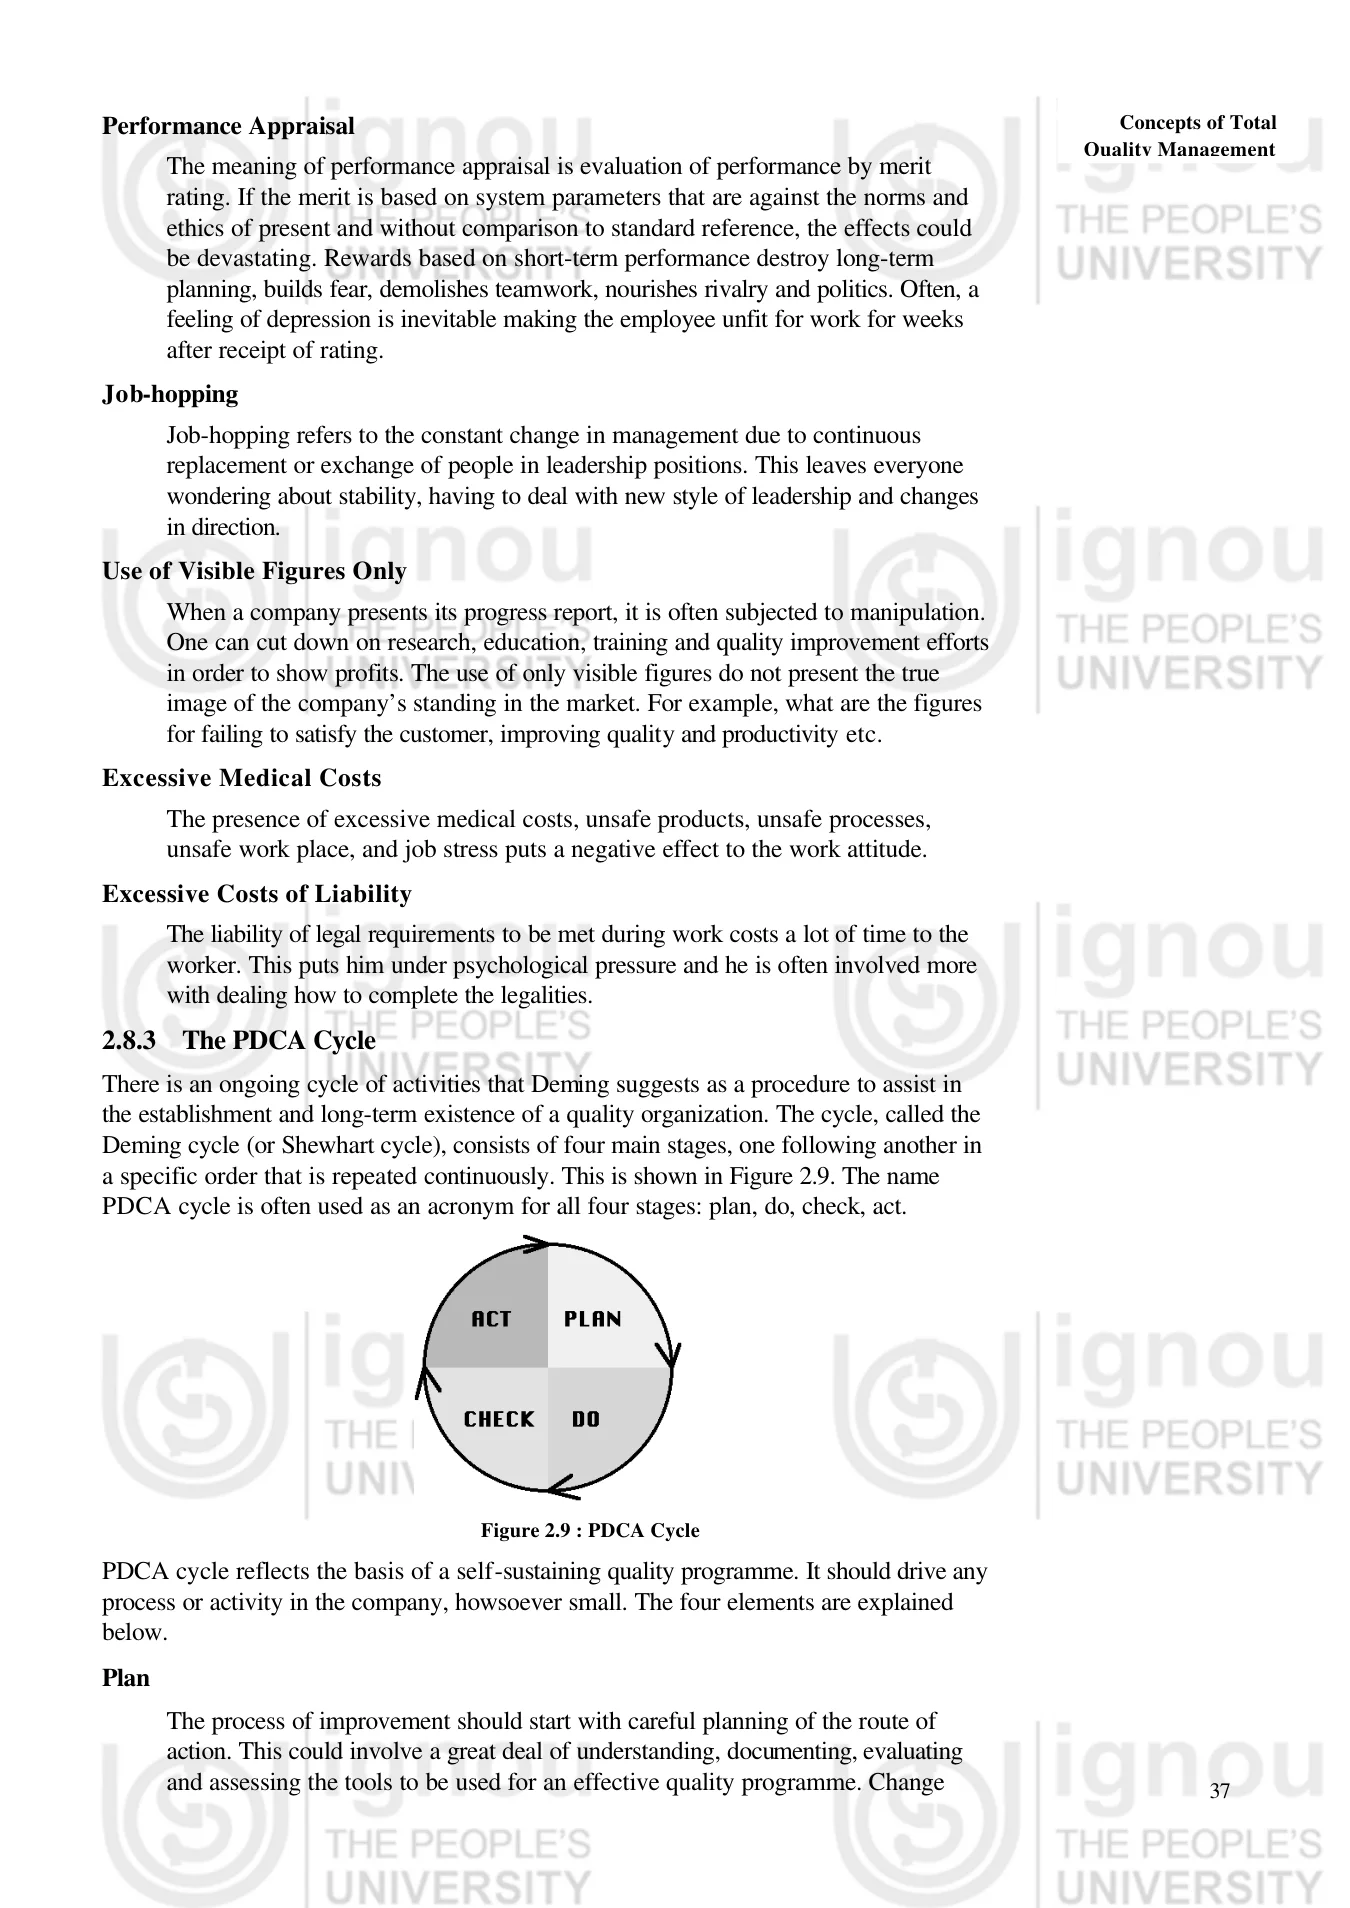 Concepts of Total
Quality Management
Performance Appraisal
The meaning of performance appraisal is evaluation of performance by merit
rating. If the merit is based on system parameters that are against the norms and
ethics of present and without comparison to standard reference, the effects could
be devastating. Rewards based on short-term performance destroy long-term
planning, builds fear, demolishes teamwork, nourishes rivalry and politics. Often, a
feeling of depression is inevitable making the employee unfit for work for weeks
after receipt of rating.
Job-hopping
Job-hopping refers to the constant change in management due to continuous
replacement or exchange of people in leadership positions. This leaves everyone
wondering about stability, having to deal with new style of leadership and changes
in direction.
Use of Visible Figures Only
When a company presents its progress report, it is often subjected to manipulation.
One can cut down on research, education, training and quality improvement efforts
in order to show profits. The use of only visible figures do not present the true
image of the company’s standing in the market. For example, what are the figures
for failing to satisfy the customer, improving quality and productivity etc.
Excessive Medical Costs
The presence of excessive medical costs, unsafe products, unsafe processes,
unsafe work place, and job stress puts a negative effect to the work attitude.
Excessive Costs of Liability
The liability of legal requirements to be met during work costs a lot of time to the
worker. This puts him under psychological pressure and he is often involved more
with dealing how to complete the legalities.
2.8.3 The PDCA Cycle
There is an ongoing cycle of activities that Deming suggests as a procedure to assist in
the establishment and long-term existence of a quality organization. The cycle, called the
Deming cycle (or Shewhart cycle), consists of four main stages, one following another in
a specific order that is repeated continuously. This is shown in Figure 2.9. The name
PDCA cycle is often used as an acronym for all four stages: plan, do, check, act.
ACT PLAN
CHECK DO
Figure 2.9 : PDCA Cycle
PDCA cycle reflects the basis of a self-sustaining quality programme. It should drive any
process or activity in the company, howsoever small. The four elements are explained
below.
Plan
The process of improvement should start with careful planning of the route of
action. This could involve a great deal of understanding, documenting, evaluating
and assessing the tools to be used for an effective quality programme. Change
37
ignou
THE PEOPLE'S
UNIVERSITY